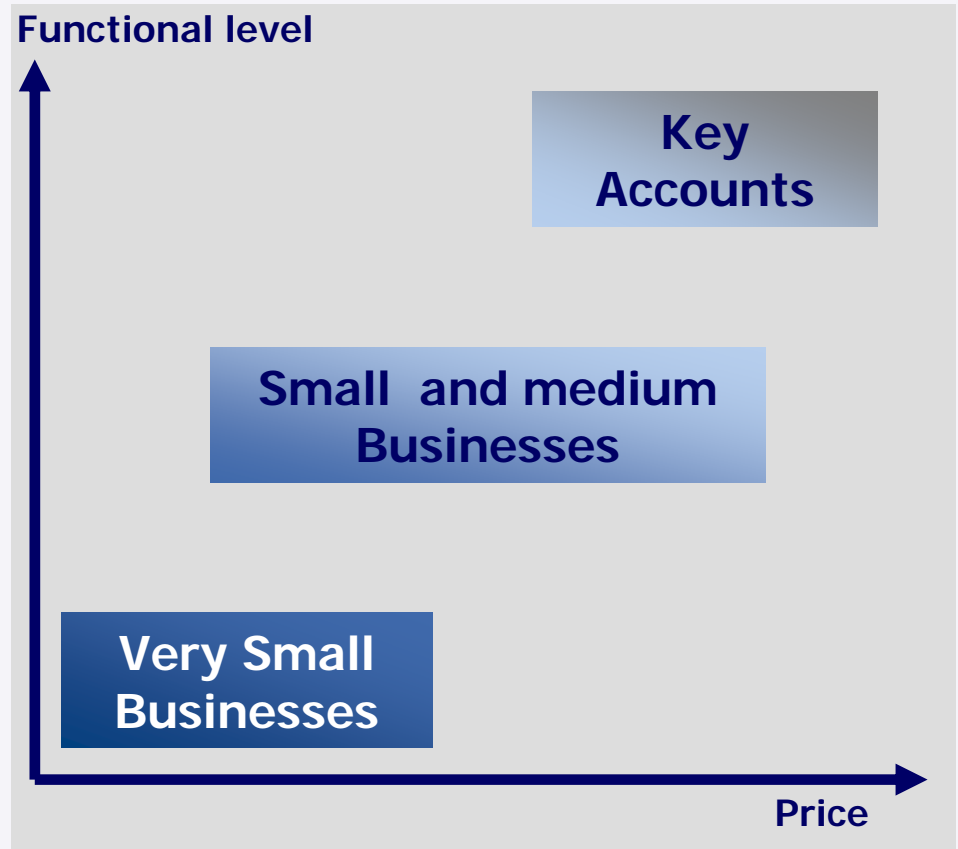 Functional level
Key
Accounts
Small and medium
Businesses
Very Small
Businesses
Price